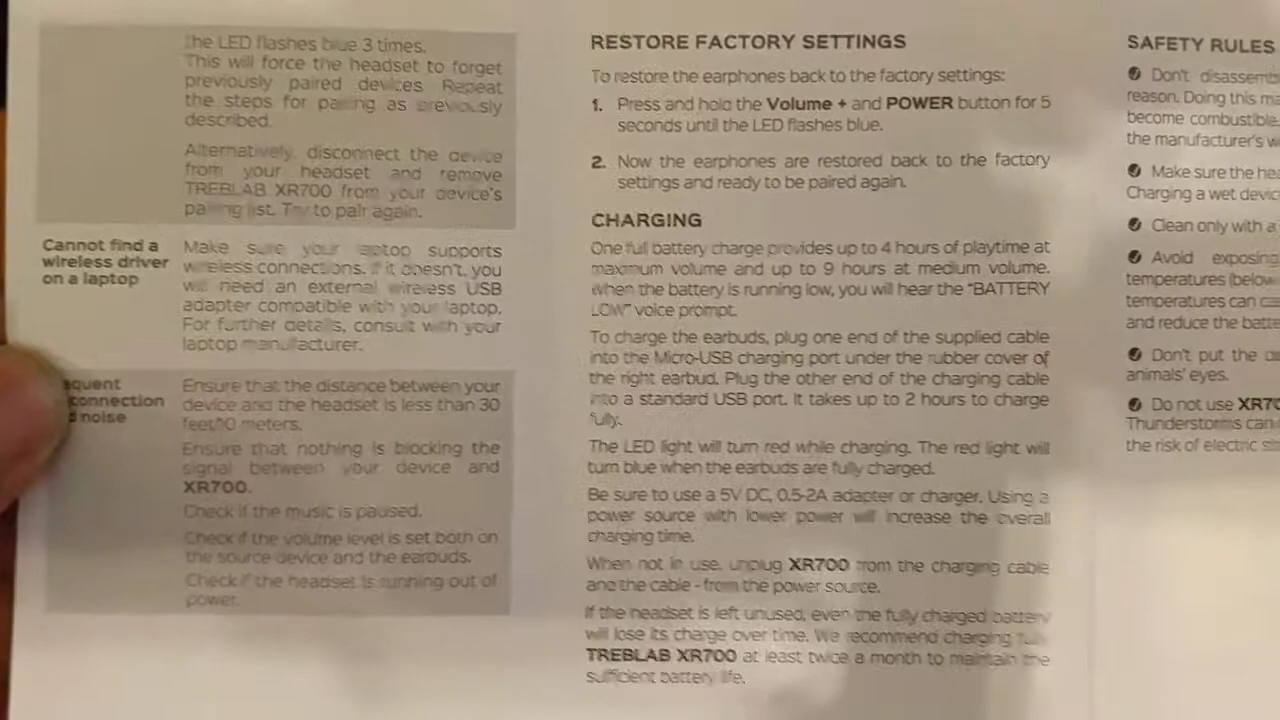 The LED flashes blue 3 times.
This will force the headset to forget
previously paired devices. Repeat
the steps for pairing as previously
described.
Alternatively, disconnect the device
from your headset and remove
TREBLAB XR700 from your device's
pairing list. Try to pair again.
Cannot find a
wireless driver
on a laptop
Make sure your laptop supports
wireless connections. If it doesn't, you
will need an external wireless USB
adapter compatible with your laptop.
For further details, consult with your
laptop manufacturer.
equent
connection
noise
Ensure that the distance between your
device and the headset is less than 30
feet/10 meters.
Ensure that nothing is blocking the
signal between your device and
XR700.
Check if the music is paused.
Check if the volume level is set both on
the source device and the earbuds.
Check if the headset is running out of
power.
RESTORE FACTORY SETTINGS
To restore the earphones back to the factory settings:
1. Press and hold the Volume + and POWER button for 5
seconds until the LED flashes blue.
2. Now the earphones are restored back to the factory
settings and ready to be paired again.
CHARGING
One full battery charge provides up to 4 hours of playtime at
maximum volume and up to 9 hours at medium volume.
When the battery is running low, you will hear the "BATTERY
LOW" voice prompt.
To charge the earbuds, plug one end of the supplied cable
into the Micro-USB charging port under the rubber cover of
the right earbud. Plug the other end of the charging cable
into a standard USB port. It takes up to 2 hours to charge
fully.
The LED light will turn red while charging. The red light will
turn blue when the earbuds are fully charged.
Be sure to use a 5V DC, 0.5-2A adapter or charger. Using a
power source with lower power will increase the overall
charging time.
When not in use, unplug XR700 from the charging cable
and the cable - from the power source.
If the headset is left unused, even the fully charged battery
will lose its charge over time. We recommend charging
TREBLAB XR700 at least twice a month to maintain the
sufficient battery life.
SAFETY RULES
Don't disassemb
reason. Doing this ma
become combustible.
the manufacturer's w
Make sure the hea
Charging a wet devic
Clean only with a
Avoid exposing
temperatures (below
temperatures can ca
and reduce the batte
Don't put the
animals' eyes.
Do not use XR70
Thunderstorms can
the risk of electric